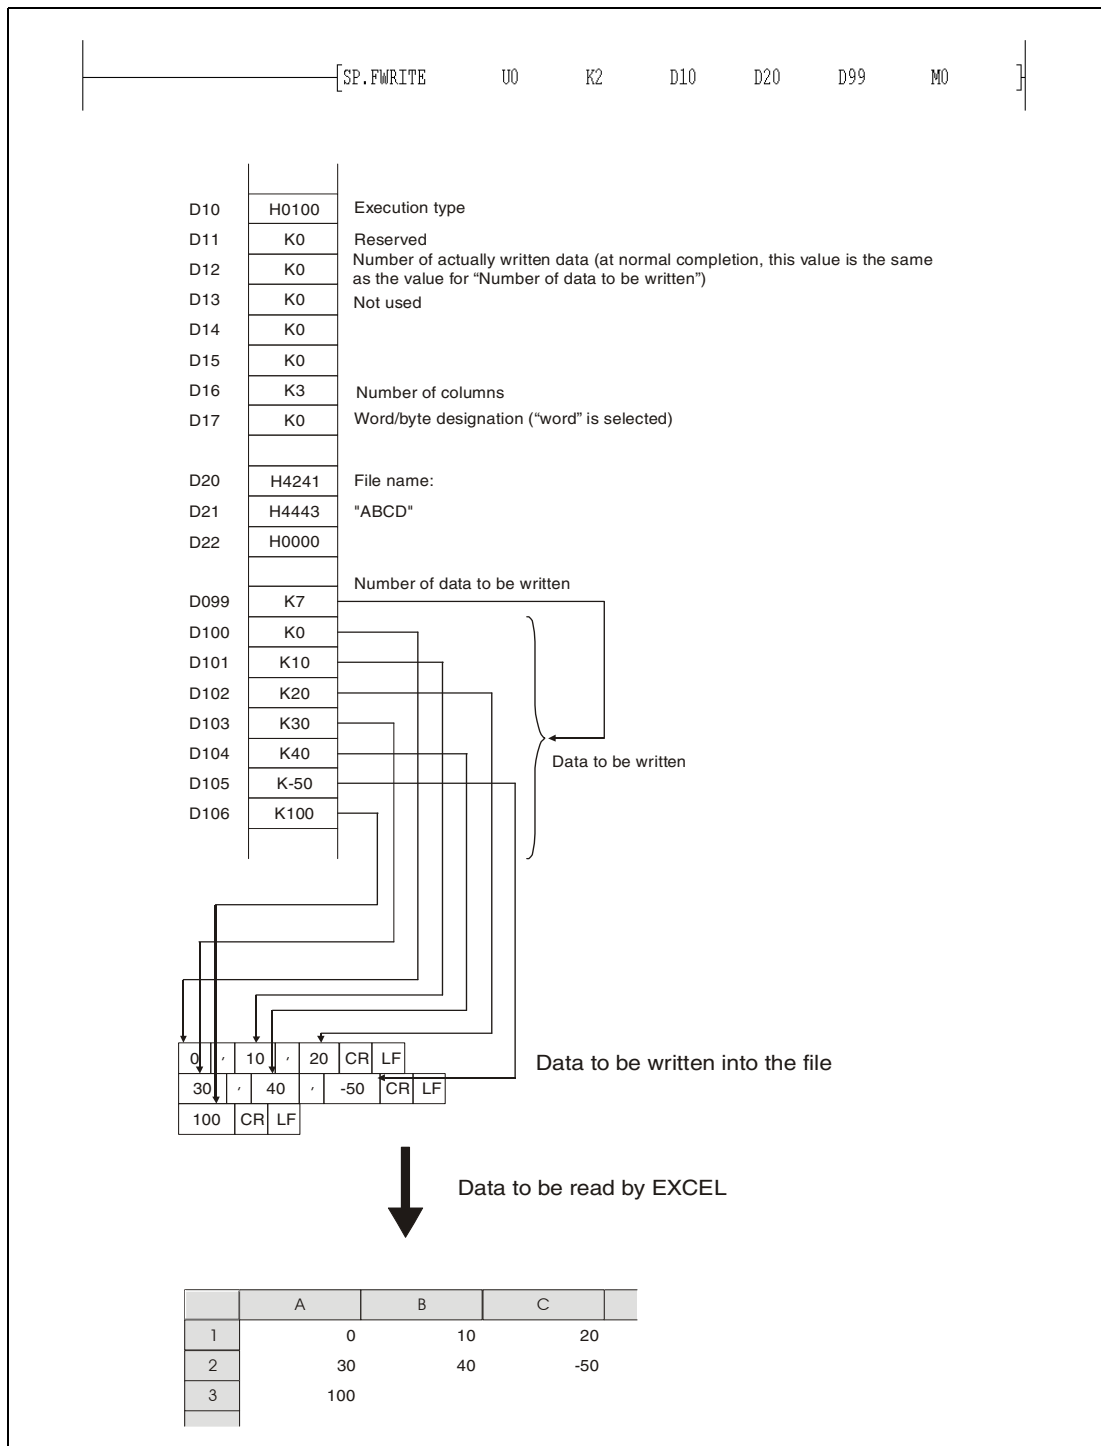 SP.FWRITE U0 K2 D10 D20 D99 M0
D10 H0100 Execution type
D11 K0 Reserved
D12 K0 Number of actually written data (at normal completion, this value is the same
as the value for “Number of data to be written”)
D13 K0 Not used
D14 K0
D15 K0
D16 K3 Number of columns
D17 K0 Word/byte designation (“word” is selected)
D20 H4241 File name:
D21 H4443 "ABCD"
D22 H0000
Number of data to be written
D099 K7
D100 K0
D101 K10
D102 K20
D103 K30
D104 K40
Data to be written
D105 K-50
D106 K100
0 , 10 , 20 CR LF
Data to be written into the file
30 , 40 , -50 CR LF
100 CR LF
Data to be read by EXCEL
A B C
1 0 10 20
2 30 40 -50
3 100